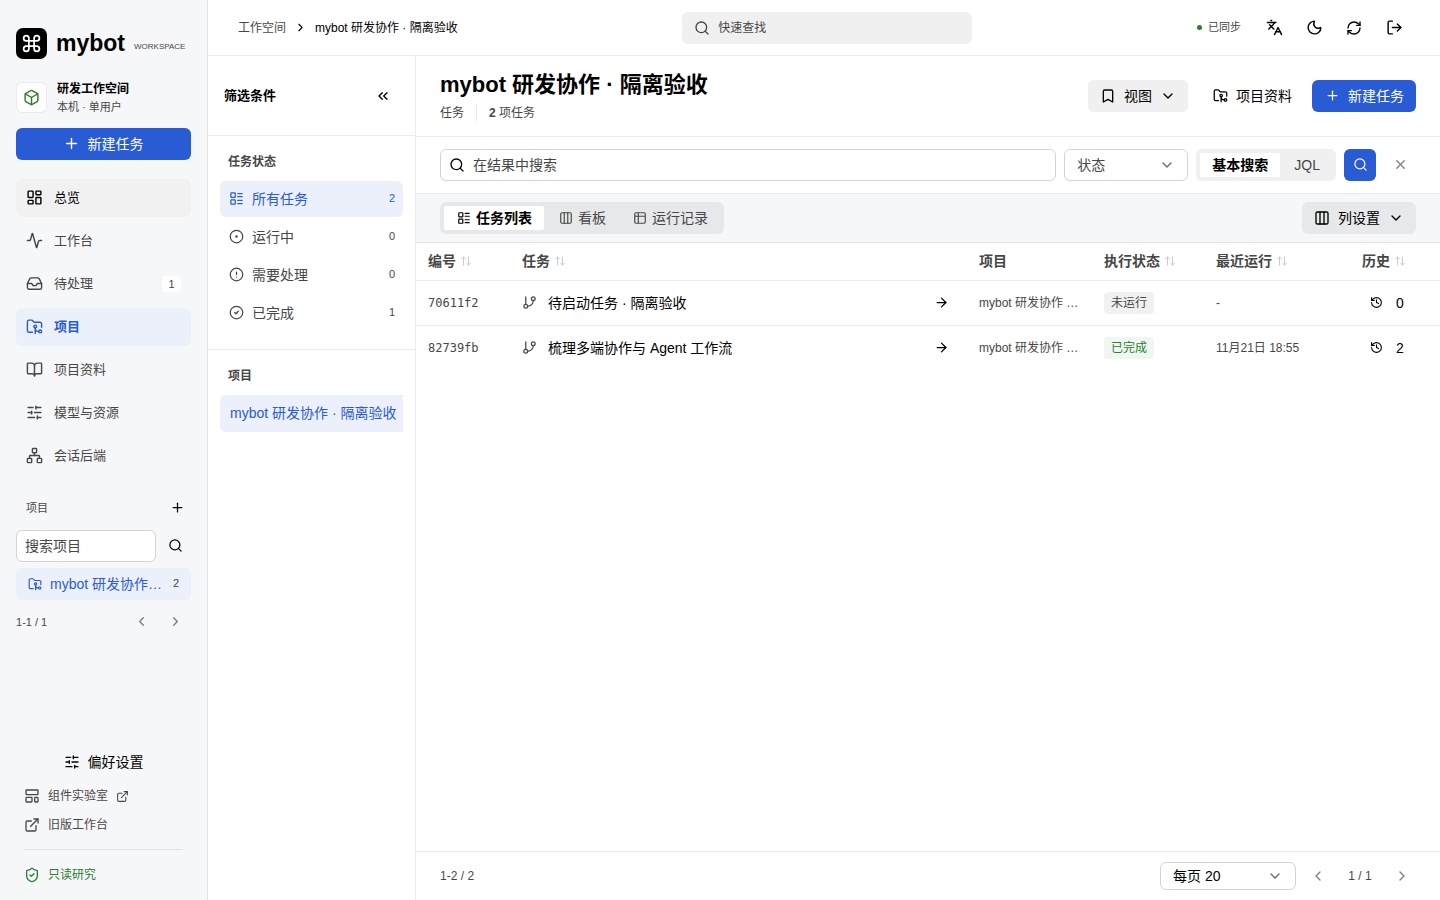 mybot WORKSPACE
研发工作空间
本机 · 单用户
新建任务
总览
工作台
待处理 1
项目
项目资料
模型与资源
会话后端
项目
搜索项目
mybot 研发协作… 2
1-1 / 1
偏好设置
组件实验室
旧版工作台
只读研究
工作空间 mybot 研发协作 · 隔离验收
快速查找
已同步
筛选条件
任务状态
所有任务 2
运行中 0
需要处理 0
已完成 1
项目
mybot 研发协作 · 隔离验收
mybot 研发协作 · 隔离验收
任务 2 项任务
视图 项目资料 新建任务
在结果中搜索 状态 基本搜索 JQL
任务列表 看板 运行记录 列设置
编号 任务 项目 执行状态 最近运行 历史
70611f2 待启动任务 · 隔离验收 mybot 研发协作 … 未运行 - 0
82739fb 梳理多端协作与 Agent 工作流 mybot 研发协作 … 已完成 11月21日 18:55 2
1-2 / 2 每页 20 1 / 1